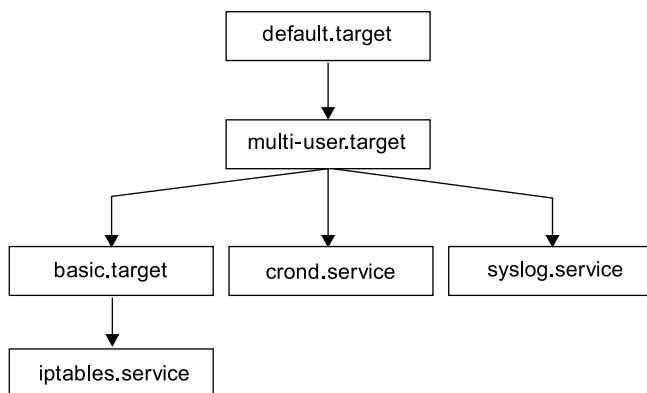 default.target
multi-user.target
basic.target
crond.service
syslog.service
iptables.service